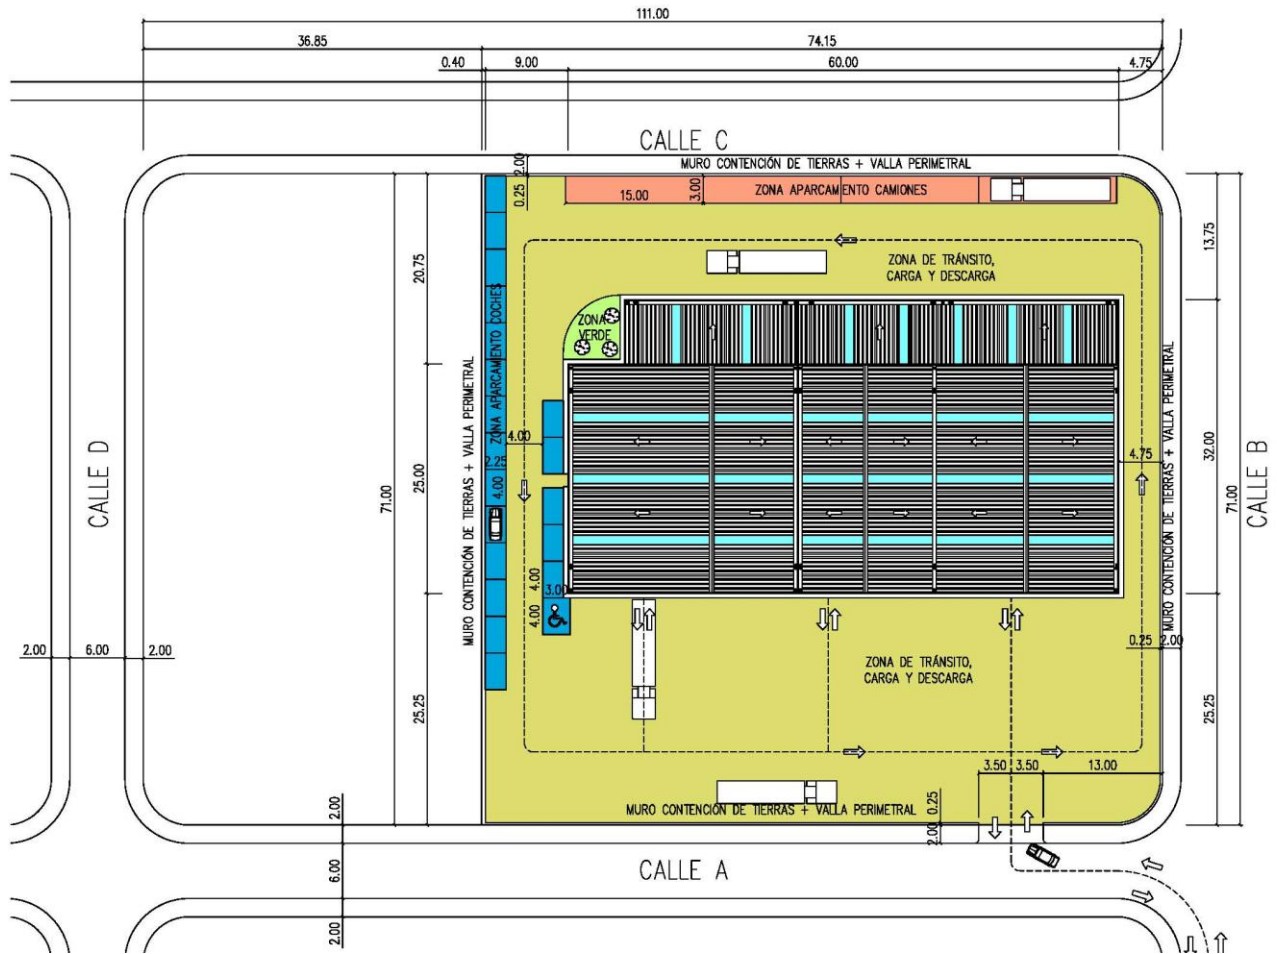 111.00
36.85
74.15
0.40
9.00
60.00
4.75
CALLE C
2.00
MURO CONTENCIÓN DE TIERRAS + VALLA PERIMETRAL
0.25
15.00
3.00
ZONA APARCAMIENTO CAMIONES
13.75
20.75
ZONA DE TRÁNSITO,
CARGA Y DESCARGA
ZONA
VERDE
ZONA APARCAMIENTO COCHES
MURO CONTENCIÓN DE TIERRAS + VALLA PERIMETRAL
MURO CONTENCIÓN DE TIERRAS + VALLA PERIMETRAL
4.00
2.25
4.00
4.75
32.00
CALLE D
71.00
25.00
71.00
CALLE B
4.00
3.00
4.00
2.00
6.00
2.00
0.25
2.00
ZONA DE TRÁNSITO,
CARGA Y DESCARGA
25.25
25.25
3.50
3.50
13.00
2.00
MURO CONTENCIÓN DE TIERRAS + VALLA PERIMETRAL
0.25
2.00
6.00
CALLE A
2.00